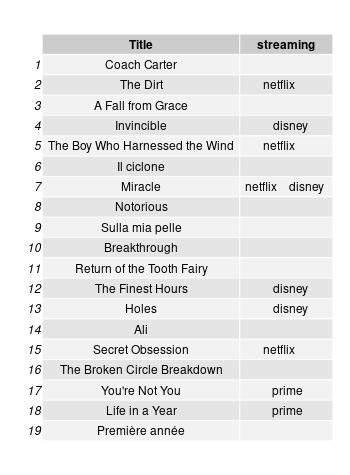 Title streaming
1 Coach Carter
2 The Dirt netflix
3 A Fall from Grace
4 Invincible disney
5 The Boy Who Harnessed the Wind netflix
6 Il ciclone
7 Miracle netflix disney
8 Notorious
9 Sulla mia pelle
10 Breakthrough
11 Return of the Tooth Fairy
12 The Finest Hours disney
13 Holes disney
14 Ali
15 Secret Obsession netflix
16 The Broken Circle Breakdown
17 You're Not You prime
18 Life in a Year prime
19 Première année